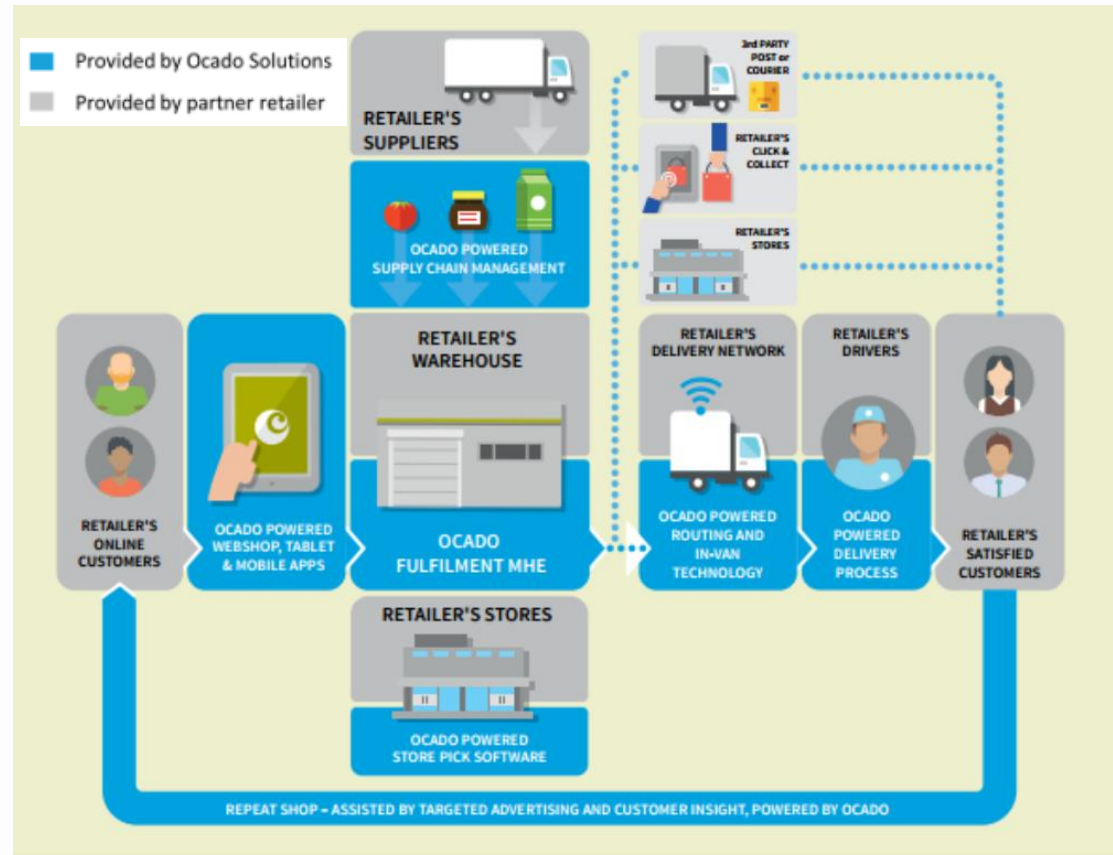 Provided by Ocado Solutions
Provided by partner retailer
RETAILER'S
SUPPLIERS
OCADO POWERED
SUPPLY CHAIN MANAGEMENT
3rd PARTY
POST or
COURIER
RETAILER'S
CLICK &
COLLECT
RETAILER'S
STORES
RETAILER'S
ONLINE
CUSTOMERS
OCADO POWERED
WEBSHOP, TABLET
& MOBILE APPS
RETAILER'S
WAREHOUSE
OCADO
FULFILMENT MHE
RETAILER'S
DELIVERY NETWORK
OCADO POWERED
ROUTING AND
IN-VAN
TECHNOLOGY
RETAILER'S
DRIVERS
OCADO
POWERED
DELIVERY
PROCESS
RETAILER'S
SATISFIED
CUSTOMERS
RETAILER'S STORES
OCADO POWERED
STORE PICK SOFTWARE
REPEAT SHOP – ASSISTED BY TARGETED ADVERTISING AND CUSTOMER INSIGHT, POWERED BY OCADO